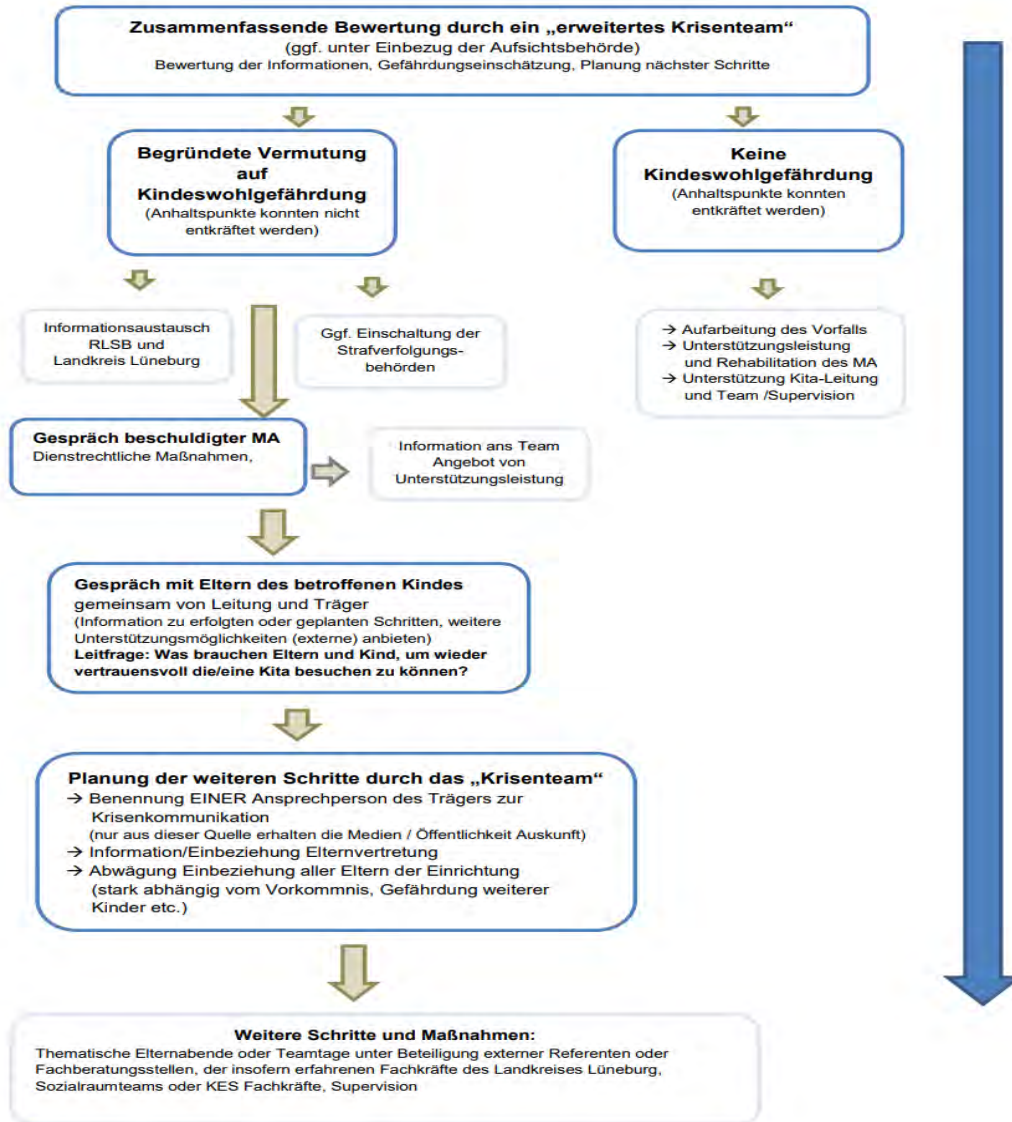 Zusammenfassende Bewertung durch ein „erweitertes Krisenteam“
(ggf. unter Einbezug der Aufsichtsbehörde)
Bewertung der Informationen, Gefährdungseinschätzung, Planung nächster Schritte
Begründete Vermutung
auf
Kindeswohlgefährdung
(Anhaltspunkte konnten nicht
entkräftet werden)
Keine
Kindeswohlgefährdung
(Anhaltspunkte konnten
entkräftet werden)
Informationsaustausch
RLSB und
Landkreis Lüneburg
Ggf. Einschaltung der
Strafverfolgungs-
behörden
→ Aufarbeitung des Vorfalls
→ Unterstützungsleistung
und Rehabilitation des MA
→ Unterstützung Kita-Leitung
und Team /Supervision
Gespräch beschuldigter MA
Dienstrechtliche Maßnahmen,
Information ans Team
Angebot von
Unterstützungsleistung
Gespräch mit Eltern des betroffenen Kindes
gemeinsam von Leitung und Träger
(Information zu erfolgten oder geplanten Schritten, weitere
Unterstützungsmöglichkeiten (externe) anbieten)
Leitfrage: Was brauchen Eltern und Kind, um wieder
vertrauensvoll die/eine Kita besuchen zu können?
Planung der weiteren Schritte durch das „Krisenteam“
→ Benennung EINER Ansprechperson des Trägers zur
Krisenkommunikation
(nur aus dieser Quelle erhalten die Medien / Öffentlichkeit Auskunft)
→ Information/Einbeziehung Elternvertretung
→ Abwägung Einbeziehung aller Eltern der Einrichtung
(stark abhängig vom Vorkommnis, Gefährdung weiterer
Kinder etc.)
Weitere Schritte und Maßnahmen:
Thematische Elternabende oder Teamtage unter Beteiligung externer Referenten oder
Fachberatungsstellen, der insofern erfahrenen Fachkräfte des Landkreises Lüneburg,
Sozialraumteams oder KES Fachkräfte, Supervision